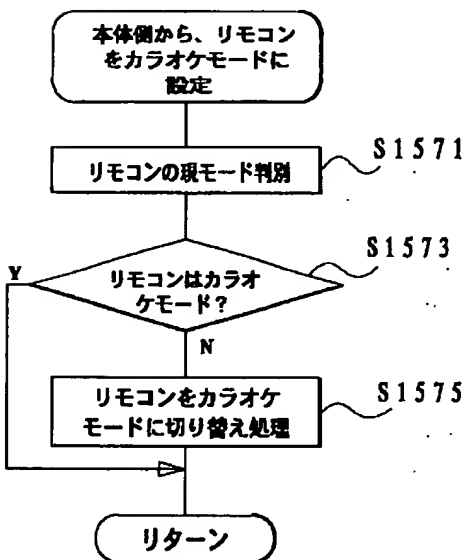 本体側から、リモコン
をカラオケモードに
設定
リモコンの現モード判別
S1571
リモコンはカラオ
ケモード?
S1573
Y
N
リモコンをカラオケ
モードに切り替え処理
S1575
リターン